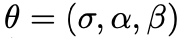 θ = (σ, α, β)